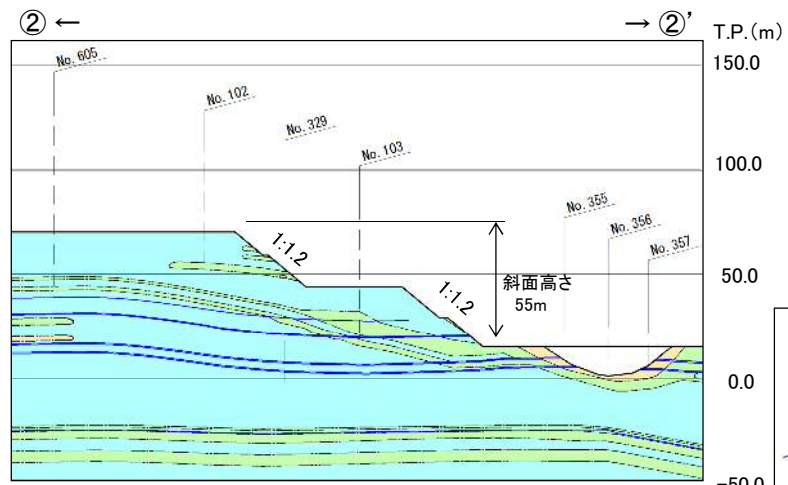 ② ←
→ ②’
T.P.(m)
150.0
No. 605
No. 102
No. 329
No. 103
100.0
No. 355
No. 356
No. 357
1:1.2
50.0
1:1.2
斜面高さ
55m
0.0
-50.0